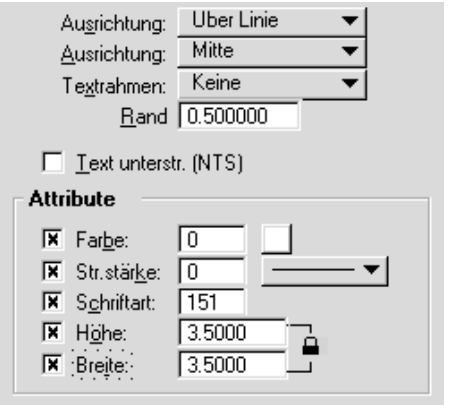 Ausrichtung: Über Linie
Ausrichtung: Mitte
Textrahmen: Keine
Rand 0.500000
Text unterstr. (NTS)
Attribute
Farbe: 0
Str.stärke: 0
Schriftart: 151
Höhe: 3.5000
Breite: 3.5000